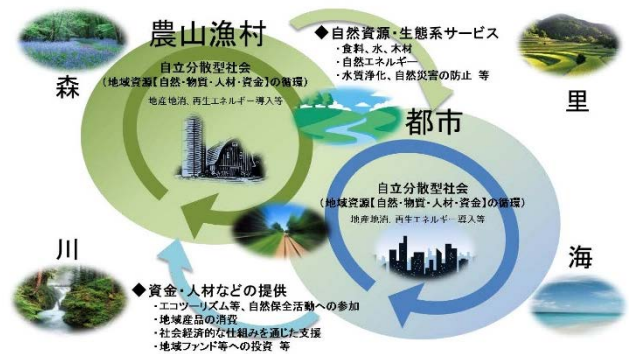 農山漁村
◆自然資源・生態系サービス
・食料、水、木材
・自然エネルギー
・水質浄化、自然災害の防止 等
森
自立分散型社会
(地域資源【自然・物質・人材・資金】の循環)
地産地消、再生エネルギー導入等
里
都市
自立分散型社会
(地域資源【自然・物質・人材・資金】の循環)
地産地消、再生エネルギー導入等
川
海
◆資金・人材などの提供
・エコツーリズム等、自然保全活動への参加
・地域産品の消費
・社会経済的な仕組みを通じた支援
・地域ファンド等への投資 等